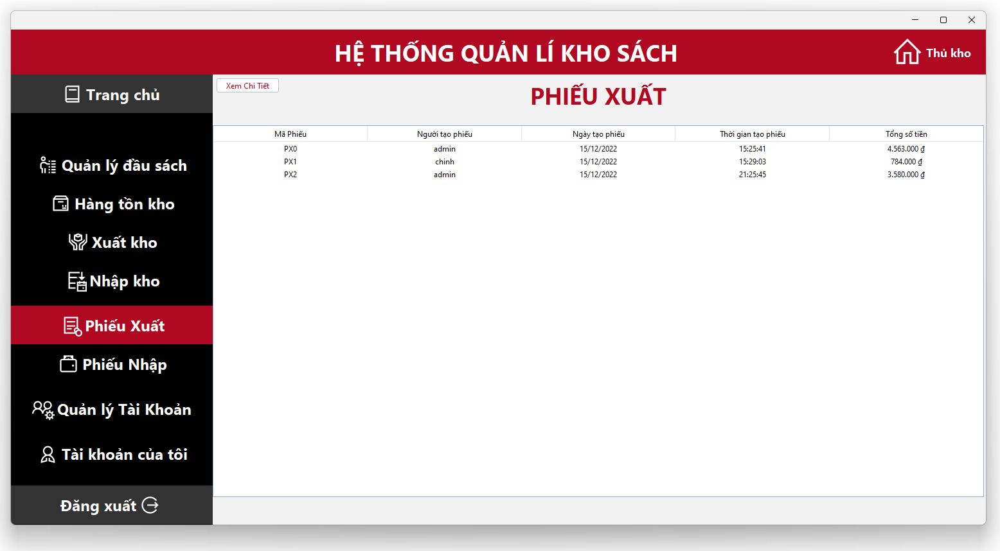 HỆ THỐNG QUẢN LÍ KHO SÁCH
Thủ kho
Trang chủ
Quản lý đầu sách
Hàng tồn kho
Xuất kho
Nhập kho
Phiếu Xuất
Phiếu Nhập
Quản lý Tài Khoản
Tài khoản của tôi
Đăng xuất
Xem Chi Tiết
PHIẾU XUẤT
Mã Phiếu Người tạo phiếu Ngày tạo phiếu Thời gian tạo phiếu Tổng số tiền
PX0 admin 15/12/2022 15:25:41 4.563.000 ₫
PX1 chinh 15/12/2022 15:29:03 784.000 ₫
PX2 admin 15/12/2022 21:25:45 3.580.000 ₫